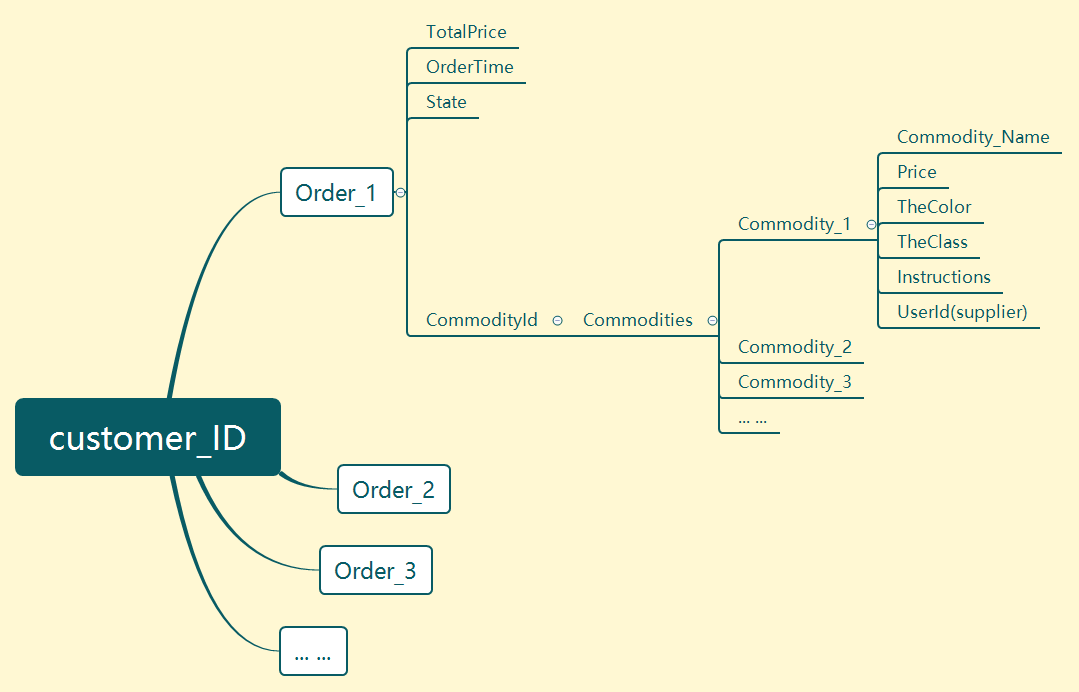 TotalPrice
OrderTime
State
Commodity_Name
Price
Order_1
TheColor
Commodity_1
TheClass
Instructions
UserId(supplier)
CommodityId
Commodities
Commodity_2
Commodity_3
... ...
customer_ID
Order_2
Order_3
... ...